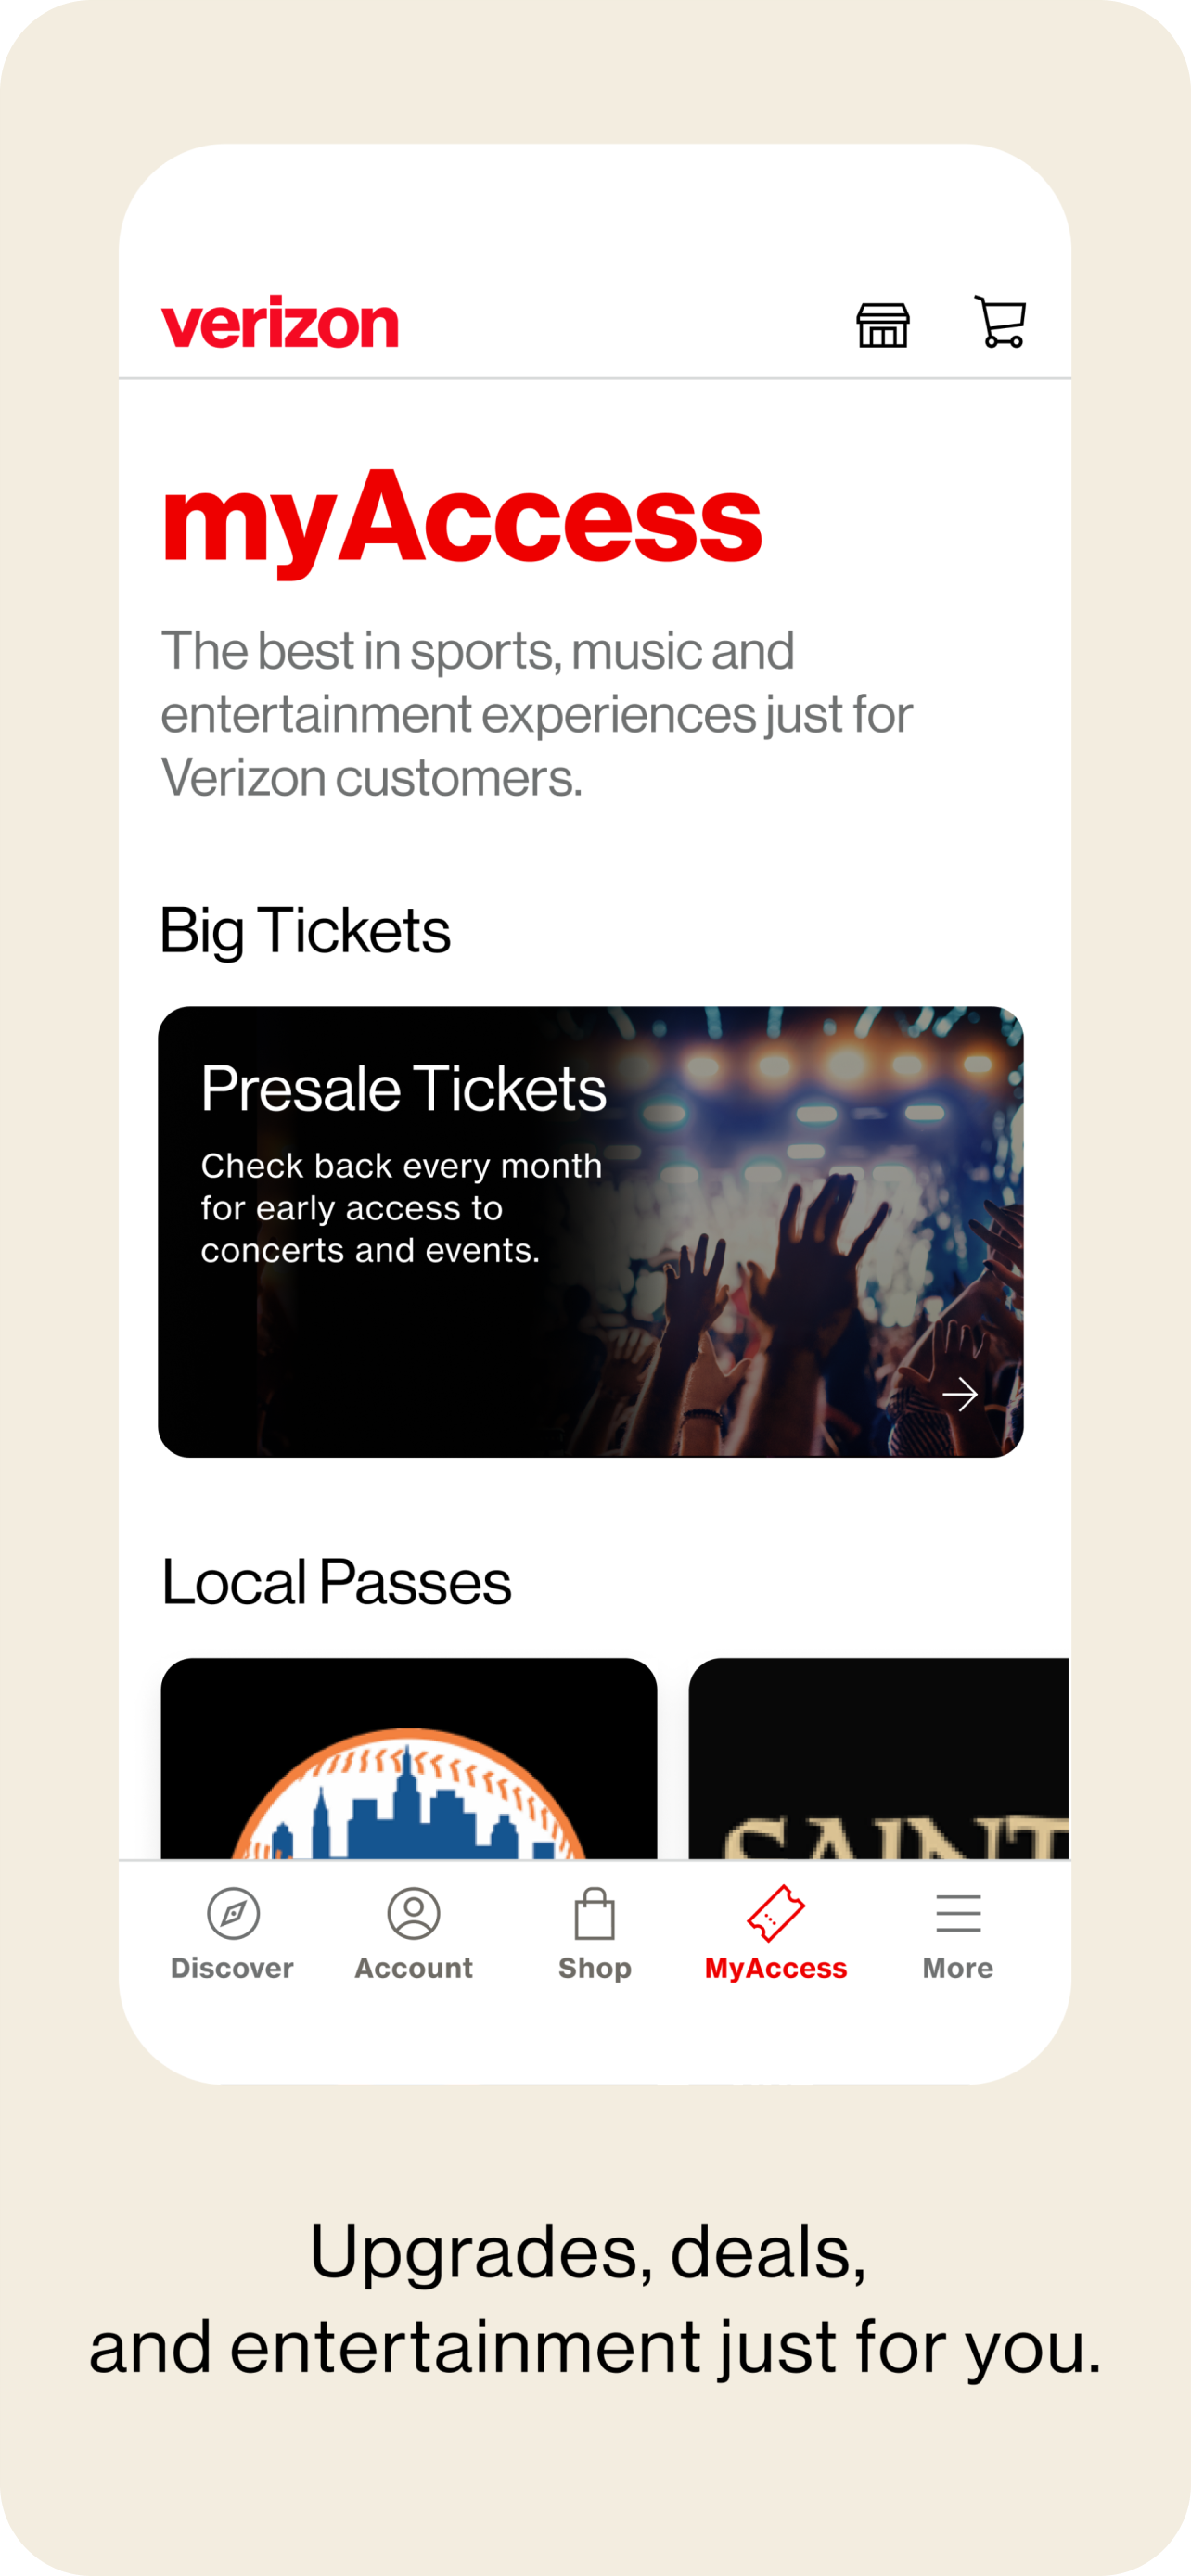 verizon
myAccess
The best in sports, music and
entertainment experiences just for
Verizon customers.
Big Tickets
Presale Tickets
Check back every month
for early access to
concerts and events.
Local Passes
SAINT
Discover
Account
Shop
MyAccess
More
Upgrades, deals,
and entertainment just for you.